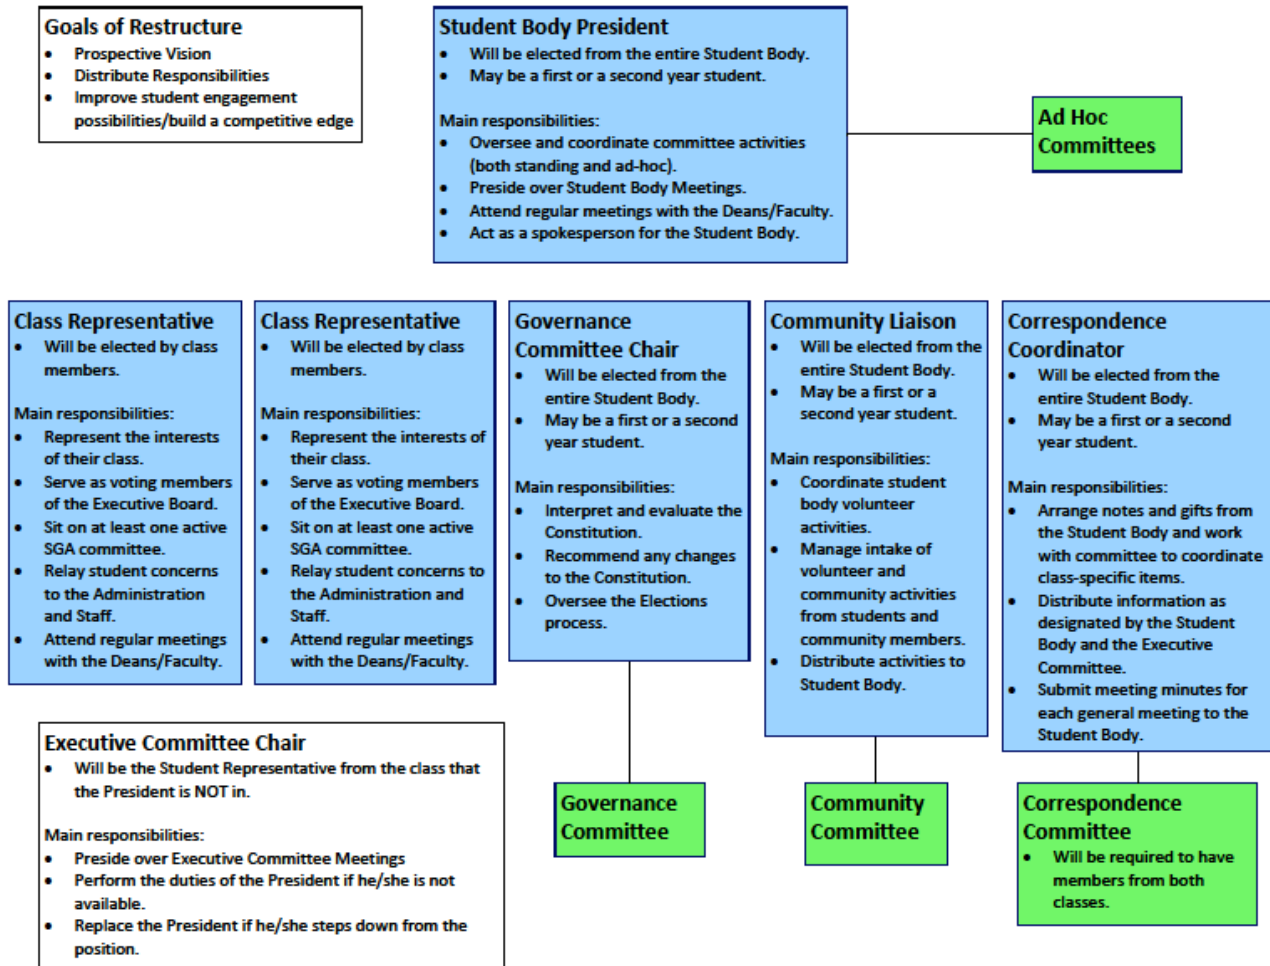 Goals of Restructure
• Prospective Vision
• Distribute Responsibilities
• Improve student engagement
possibilities/build a competitive edge
Student Body President
• Will be elected from the entire Student Body.
• May be a first or a second year student.
Main responsibilities:
• Oversee and coordinate committee activities
(both standing and ad-hoc).
• Preside over Student Body Meetings.
• Attend regular meetings with the Deans/Faculty.
• Act as a spokesperson for the Student Body.
Ad Hoc
Committees
Class Representative
• Will be elected by class
members.
Main responsibilities:
• Represent the interests
of their class.
• Serve as voting members
of the Executive Board.
• Sit on at least one active
SGA committee.
• Relay student concerns
to the Administration
and Staff.
• Attend regular meetings
with the Deans/Faculty.
Class Representative
• Will be elected by class
members.
Main responsibilities:
• Represent the interests of
their class.
• Serve as voting members
of the Executive Board.
• Sit on at least one active
SGA committee.
• Relay student concerns to
the Administration and
Staff.
• Attend regular meetings
with the Deans/Faculty.
Governance
Committee Chair
• Will be elected from the
entire Student Body.
• May be a first or a second
year student.
Main responsibilities:
• Interpret and evaluate the
Constitution.
• Recommend any changes
to the Constitution.
• Oversee the Elections
process.
Community Liaison
• Will be elected from the
entire Student Body.
• May be a first or a
second year student.
Main responsibilities:
• Coordinate student
body volunteer
activities.
• Manage intake of
volunteer and
community activities
from students and
community members.
• Distribute activities to
Student Body.
Correspondence
Coordinator
• Will be elected from the
entire Student Body.
• May be a first or a second
year student.
Main responsibilities:
• Arrange notes and gifts from
the Student Body and work
with committee to coordinate
class-specific items.
• Distribute information as
designated by the Student
Body and the Executive
Committee.
• Submit meeting minutes for
each general meeting to the
Student Body.
Executive Committee Chair
• Will be the Student Representative from the class that
the President is NOT in.
Main responsibilities:
• Preside over Executive Committee Meetings
• Perform the duties of the President if he/she is not
available.
• Replace the President if he/she steps down from the
position.
Governance
Committee
Community
Committee
Correspondence
Committee
• Will be required to have
members from both
classes.